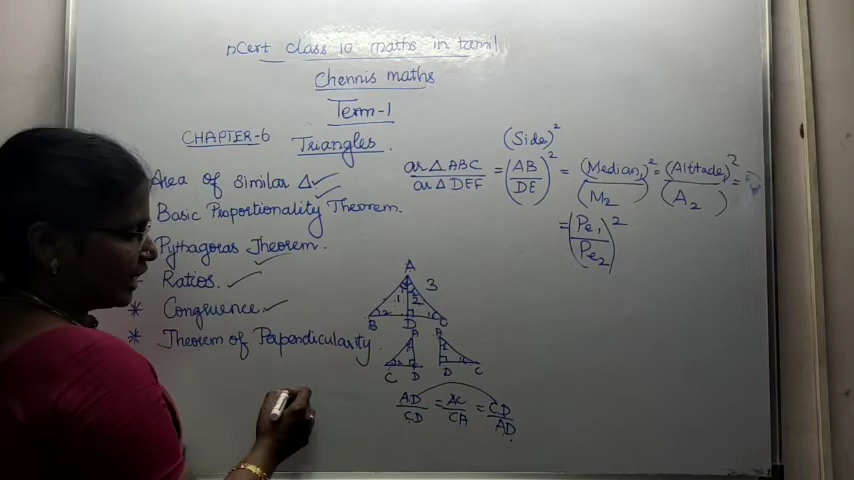 nCert class 10 maths in tamil
Chennis maths
Term-1
CHAPTER-6
Triangles.
Area of similar Δ ✓
Basic Proportionality Theorem. ✓
Pythagoras Theorem. ✓
Ratios. ✓
* Congruence. ✓
* Theorem of Perpendicularity.
(Side)²
ar Δ ABC / ar Δ DEF = (AB/DE)² = (Median₁/M₂)² = (Altitude₁/A₂)² =
= (Pe₁/Pe₂)²
A
3
1 2
B D C
A
C D
D C
AD/CD = AC/CA = CD/AD.